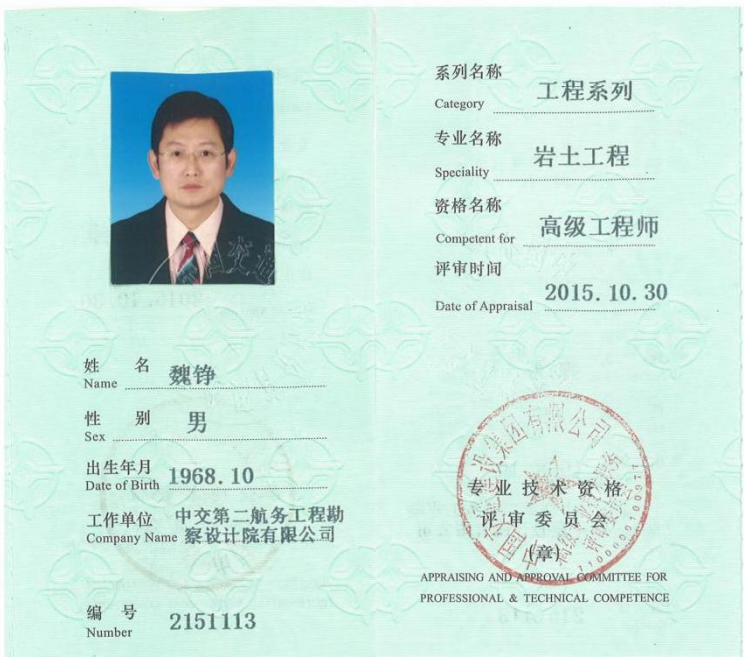 姓 名 魏铮
Name
性 别 男
Sex
出生年月 1968.10
Date of Birth
工作单位 中交第二航务工程勘
Company Name 察设计院有限公司
编 号 2151113
Number
系列名称 工程系列
Category
专业名称 岩土工程
Speciality
资格名称 高级工程师
Competent for
评审时间 2015.10.30
Date of Appraisal
专业技术资格
评审委员会
(章)
APPRAISING AND APPROVAL COMMITTEE FOR
PROFESSIONAL & TECHNICAL COMPETENCE